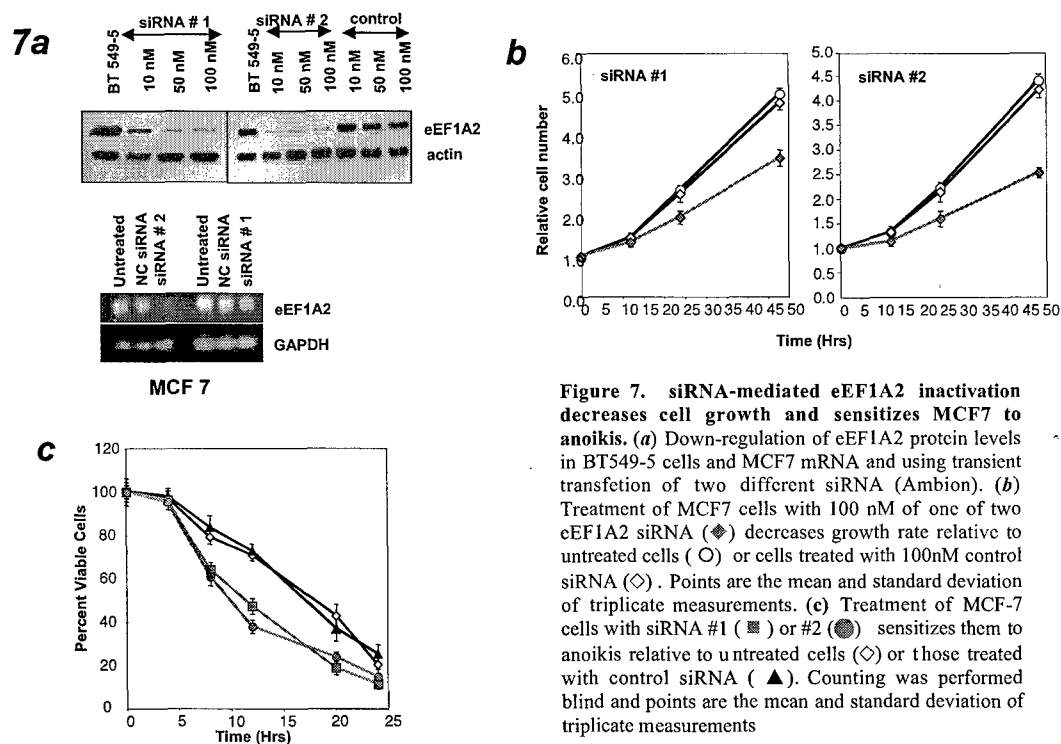 7a
siRNA # 1
siRNA # 2
control
BT 549-5
10 nM
50 nM
100 nM
BT 549-5
10 nM
50 nM
100 nM
10 nM
50 nM
100 nM
eEF1A2
actin
Untreated
NC siRNA
siRNA # 2
Untreated
NC siRNA
siRNA # 1
eEF1A2
GAPDH
MCF 7
b
siRNA #1
Relative cell number
6.0
5.0
4.0
3.0
2.0
1.0
0.0
0 5 10 15 20 25 30 35 40 45 50
siRNA #2
5.0
4.5
4.0
3.5
3.0
2.5
2.0
1.5
1.0
0.5
0.0
0 5 10 15 20 25 30 35 40 45 50
Time (Hrs)
c
Percent Viable Cells
120
100
80
60
40
20
0
0 5 10 15 20 25
Time (Hrs)
Figure 7. siRNA-mediated eEF1A2 inactivation
decreases cell growth and sensitizes MCF7 to
anoikis. (a) Down-regulation of eEF1A2 protein levels
in BT549-5 cells and MCF7 mRNA and using transient
transfetion of two different siRNA (Ambion). (b)
Treatment of MCF7 cells with 100 nM of one of two
eEF1A2 siRNA (◈) decreases growth rate relative to
untreated cells ( ○) or cells treated with 100nM control
siRNA (◇) . Points are the mean and standard deviation
of triplicate measurements. (c) Treatment of MCF-7
cells with siRNA #1 ( ▩ ) or #2 (●) sensitizes them to
anoikis relative to untreated cells (◇) or those treated
with control siRNA ( ▲). Counting was performed
blind and points are the mean and standard deviation of
triplicate measurements